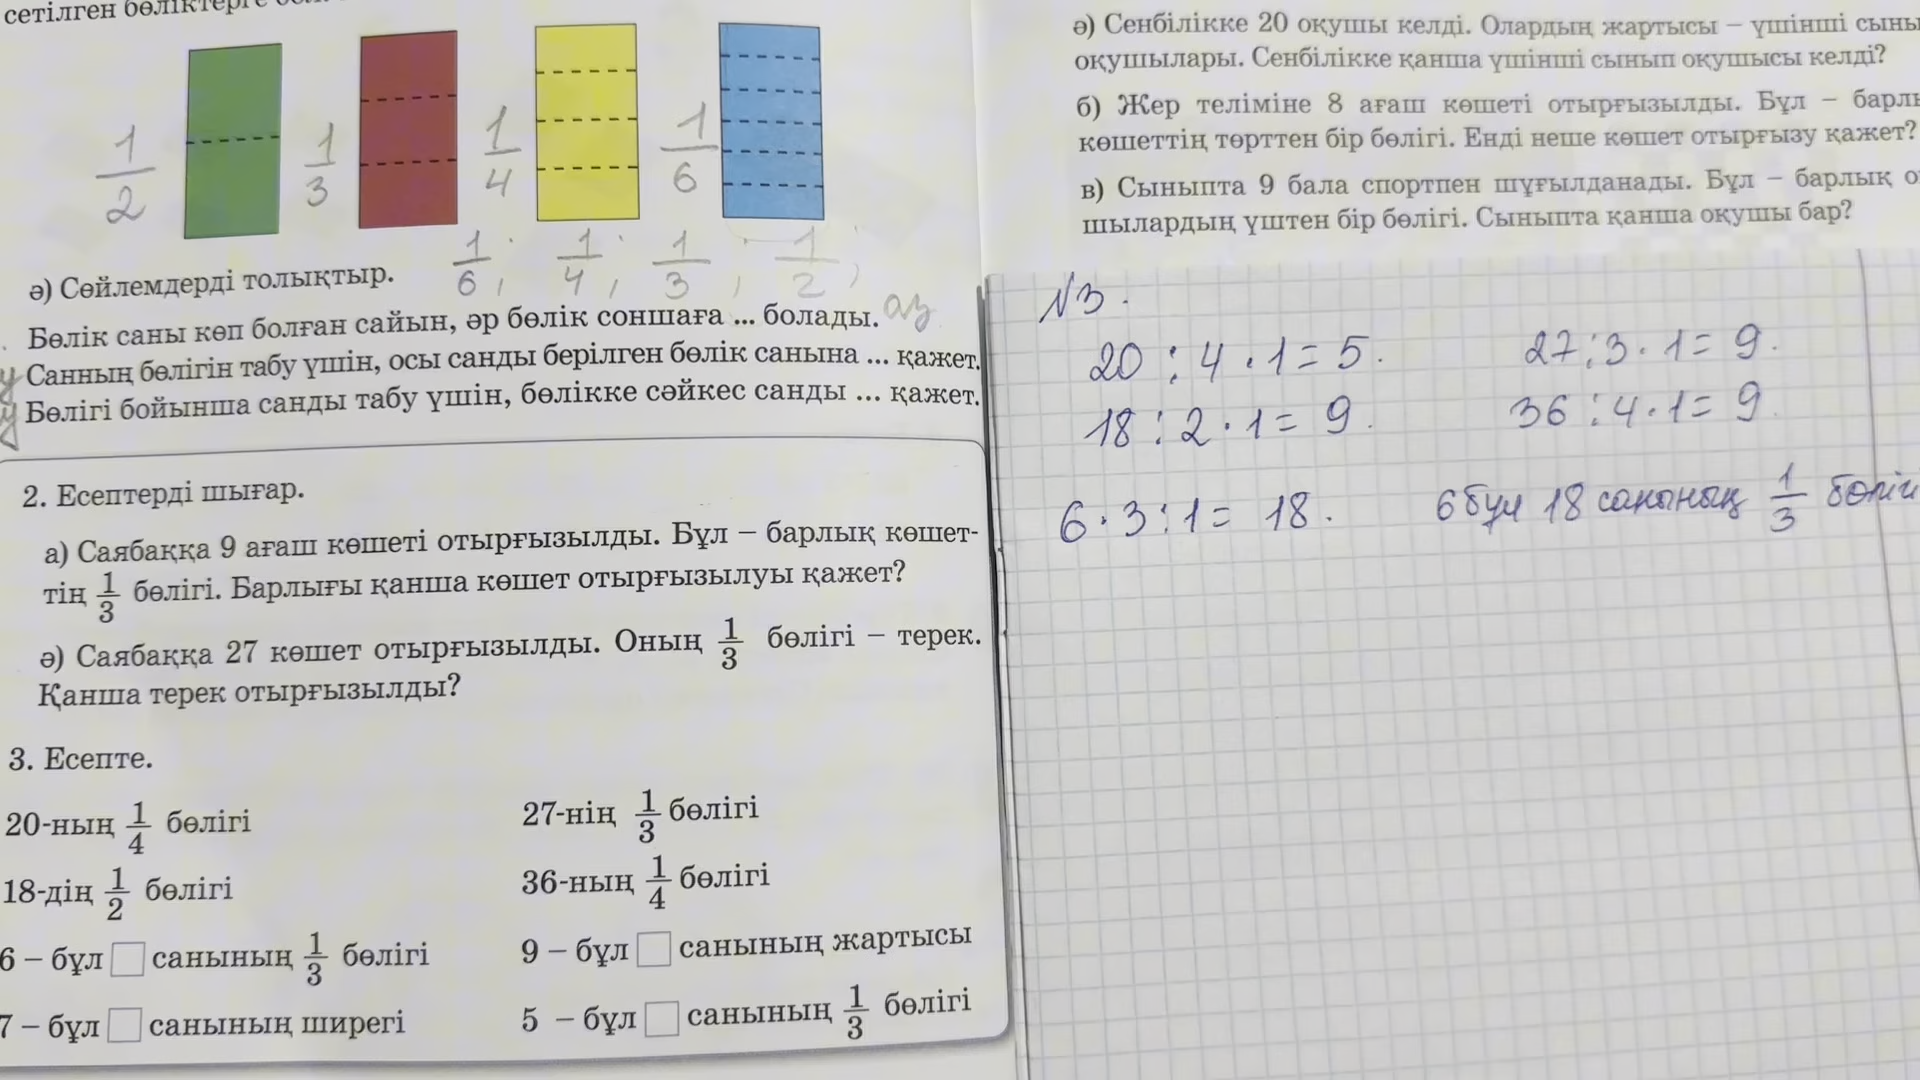 сетілген бөліктерге
1/2 1/3 1/4 1/6
1/6; 1/4; 1/3; 1/2;
ә) Сөйлемдерді толықтыр.
Бөлік саны көп болған сайын, әр бөлік соншаға ... болады. аз
Санның бөлігін табу үшін, осы санды берілген бөлік санына ... қажет.
Бөлігі бойынша санды табу үшін, бөлікке сәйкес санды ... қажет.
2. Есептерді шығар.
а) Саябаққа 9 ағаш көшеті отырғызылды. Бұл – барлық көшет-
тің 1/3 бөлігі. Барлығы қанша көшет отырғызылуы қажет?
ә) Саябаққа 27 көшет отырғызылды. Оның 1/3 бөлігі – терек.
Қанша терек отырғызылды?
3. Есепте.
20-ның 1/4 бөлігі
27-нің 1/3 бөлігі
18-дің 1/2 бөлігі
36-ның 1/4 бөлігі
6 – бұл □ санының 1/3 бөлігі
9 – бұл □ санының жартысы
7 – бұл □ санының ширегі
5 – бұл □ санының 1/3 бөлігі
ә) Сенбілікке 20 оқушы келді. Олардың жартысы – үшінші сыны
оқушылары. Сенбілікке қанша үшінші сынып оқушысы келді?
б) Жер теліміне 8 ағаш көшеті отырғызылды. Бұл – барлы
көшеттің төрттен бір бөлігі. Енді неше көшет отырғызу қажет?
в) Сыныпта 9 бала спортпен шұғылданады. Бұл – барлық о
шылардың үштен бір бөлігі. Сыныпта қанша оқушы бар?
№3.
20 : 4 · 1 = 5.
27 : 3 · 1 = 9.
18 : 2 · 1 = 9.
36 : 4 · 1 = 9.
6 · 3 : 1 = 18.
6 бұл 18 санының 1/3 бөлігі